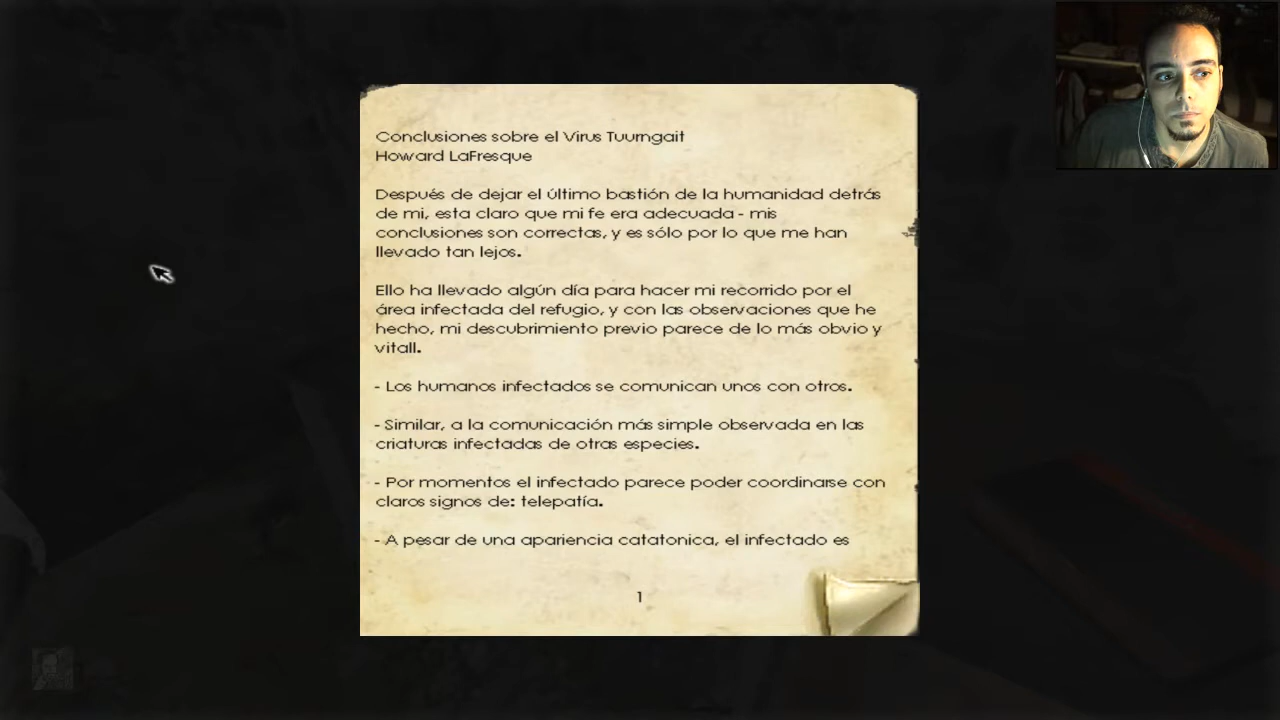 Conclusiones sobre el Virus Tuurngait
Howard LaFresque
Después de dejar el último bastión de la humanidad detrás
de mi, esta claro que mi fe era adecuada - mis
conclusiones son correctas, y es sólo por lo que me han
llevado tan lejos.
Ello ha llevado algún día para hacer mi recorrido por el
área infectada del refugio, y con las observaciones que he
hecho, mi descubrimiento previo parece de lo más obvio y
vitall.
- Los humanos infectados se comunican unos con otros.
- Similar, a la comunicación más simple observada en las
criaturas infectadas de otras especies.
- Por momentos el infectado parece poder coordinarse con
claros signos de: telepatía.
- A pesar de una apariencia catatonica, el infectado es
1